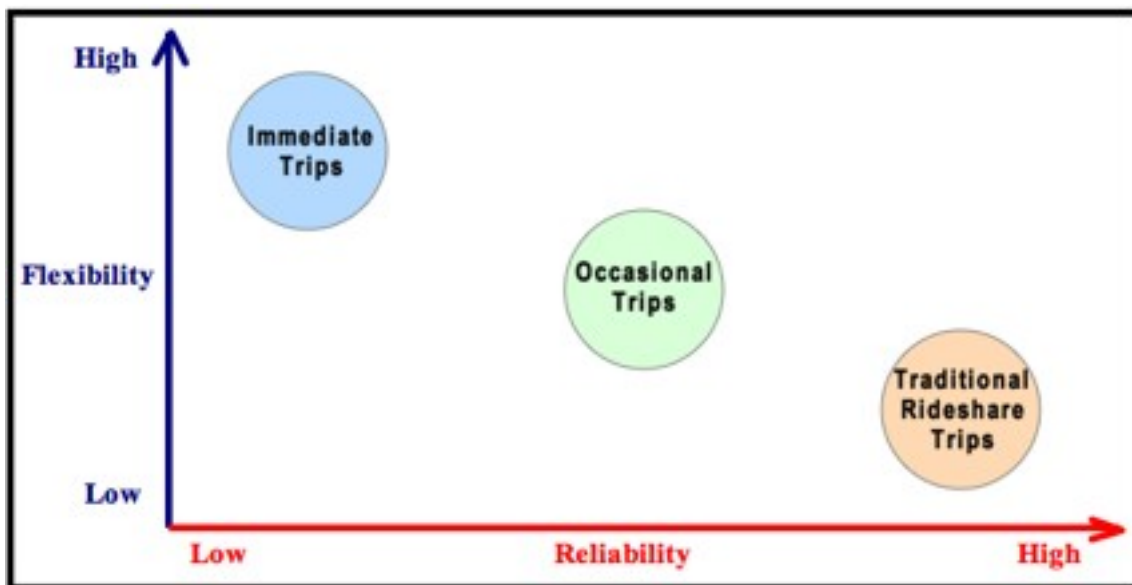 High
Immediate
Trips
Flexibility
Occasional
Trips
Traditional
Rideshare
Trips
Low
Low Reliability High